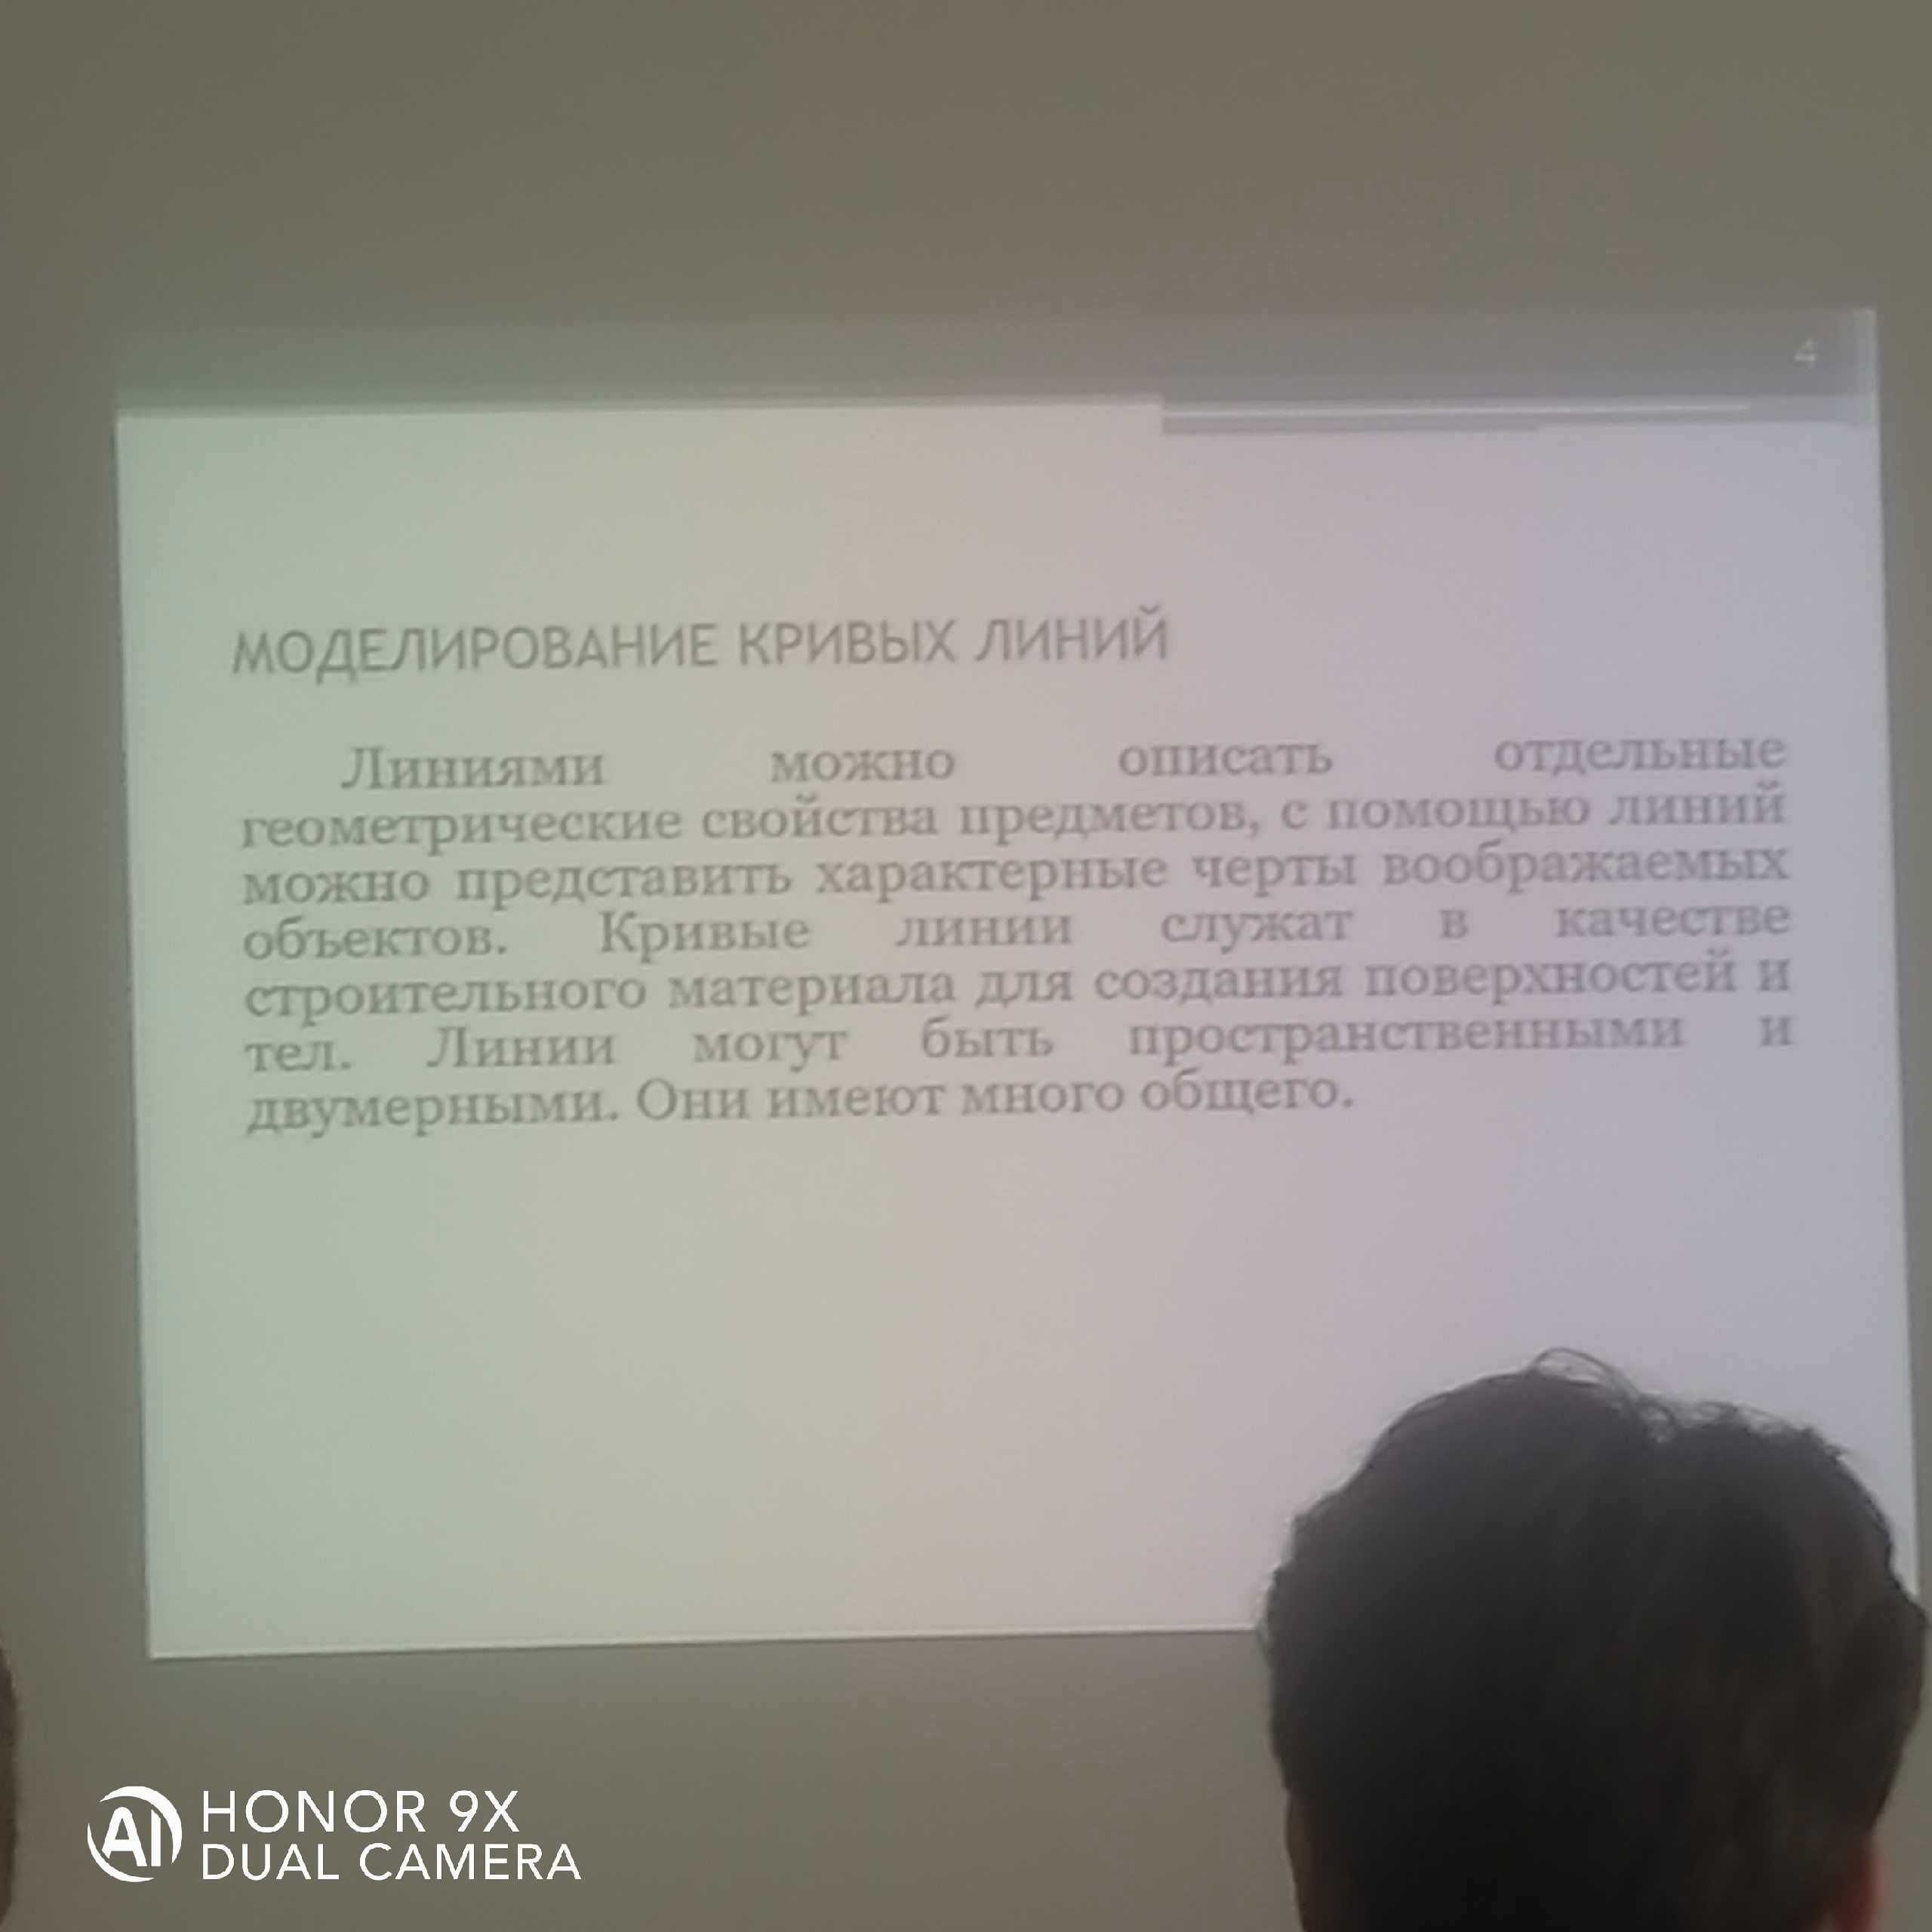 4
МОДЕЛИРОВАНИЕ КРИВЫХ ЛИНИЙ
Линиями можно описать отдельные
геометрические свойства предметов, с помощью линий
можно представить характерные черты воображаемых
объектов. Кривые линии служат в качестве
строительного материала для создания поверхностей и
тел. Линии могут быть пространственными и
двумерными. Они имеют много общего.
AI HONOR 9X
DUAL CAMERA